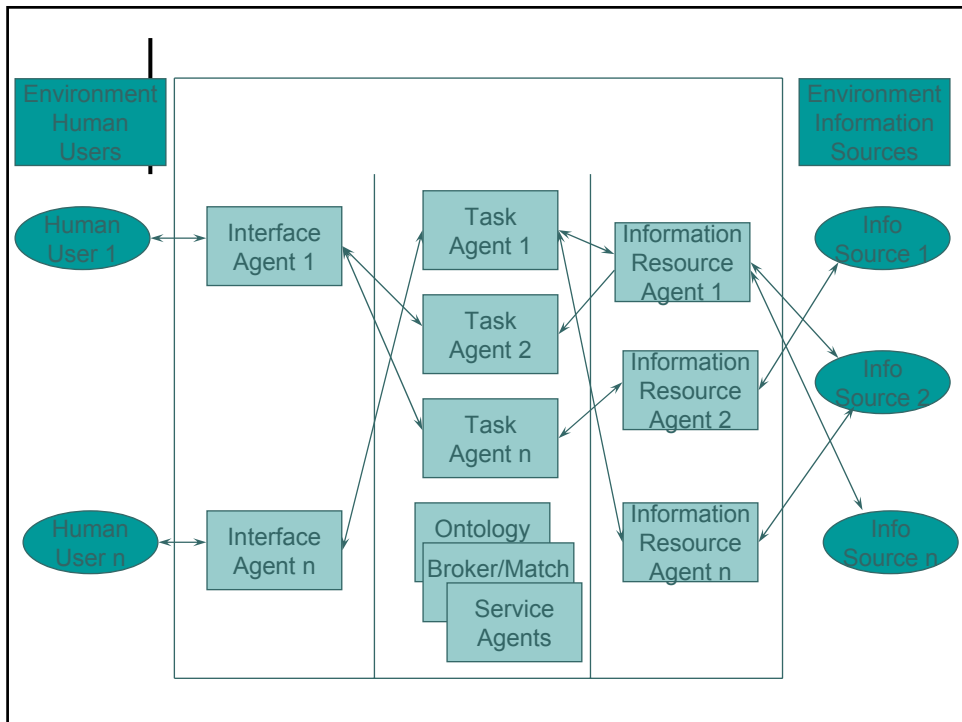 Environment
Human
Users
Environment
Information
Sources
Human
User 1
Interface
Agent 1
Task
Agent 1
Information
Resource
Agent 1
Info
Source 1
Task
Agent 2
Information
Resource
Agent 2
Info
Source 2
Task
Agent n
Human
User n
Interface
Agent n
Ontology
Broker/Match
Service
Agents
Information
Resource
Agent n
Info
Source n